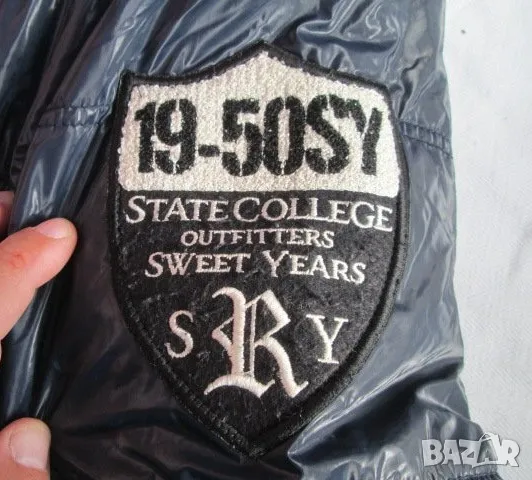 19-50SY
STATE COLLEGE
OUTFITTERS
SWEET YEARS
S R Y
BAZAR